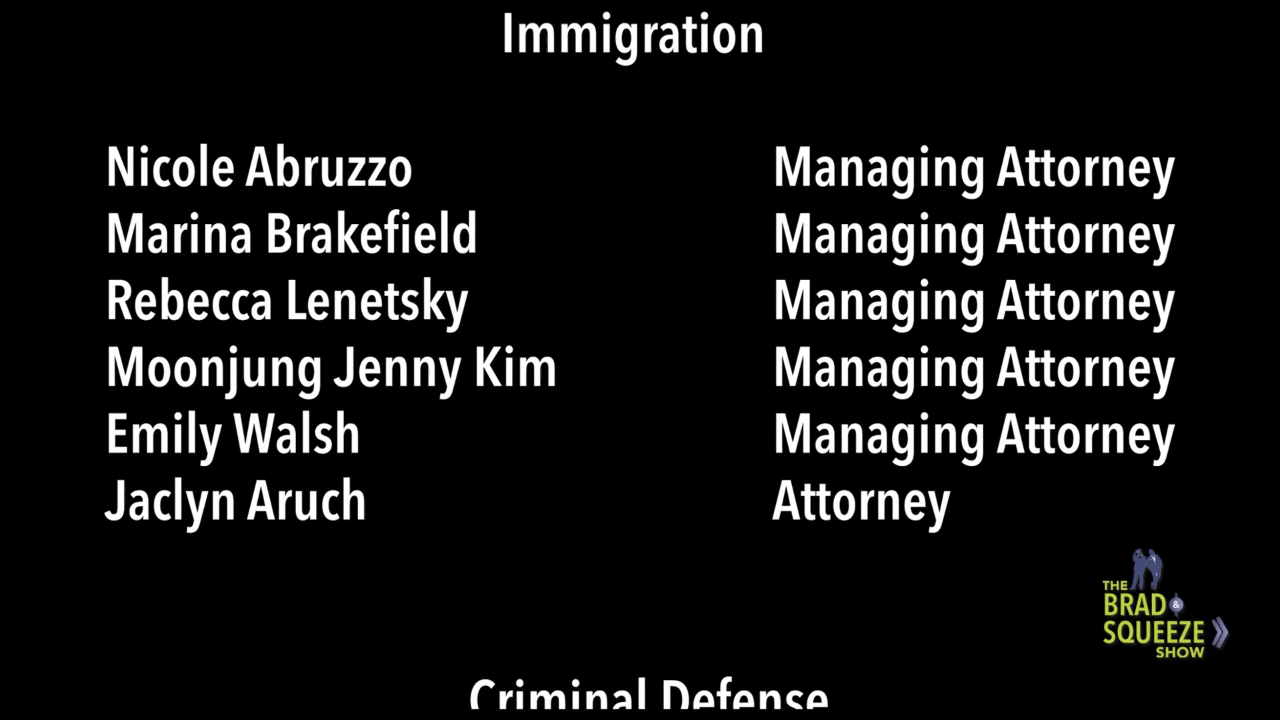 Immigration
Nicole Abruzzo Managing Attorney
Marina Brakefield Managing Attorney
Rebecca Lenetsky Managing Attorney
Moonjung Jenny Kim Managing Attorney
Emily Walsh Managing Attorney
Jaclyn Aruch Attorney
THE
BRAD &
SQUEEZE
SHOW
Criminal Defense